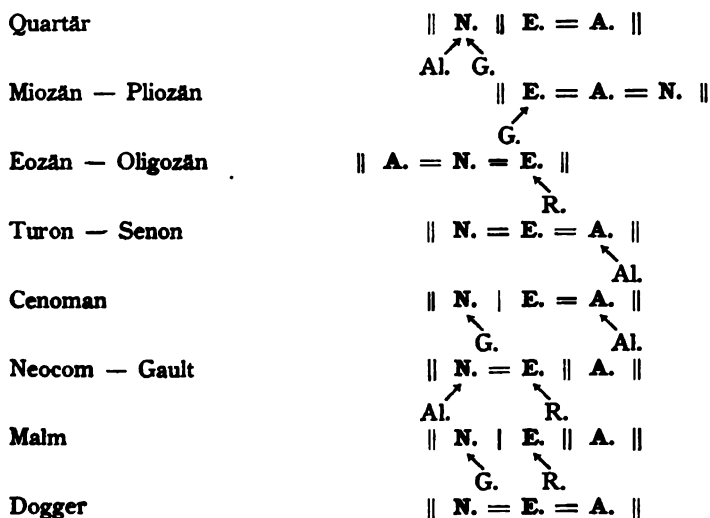 Quartär ‖ N. ‖ E. = A. ‖
Al. G.
Miozän — Pliozän ‖ E. = A. = N. ‖
G.
Eozän — Oligozän ‖ A. = N. = E. ‖
R.
Turon — Senon ‖ N. = E. = A. ‖
Al.
Cenoman ‖ N. | E. = A. ‖
G. Al.
Neocom — Gault ‖ N. = E. ‖ A. ‖
Al. R.
Malm ‖ N. | E. ‖ A. ‖
G. R.
Dogger ‖ N. = E. = A. ‖